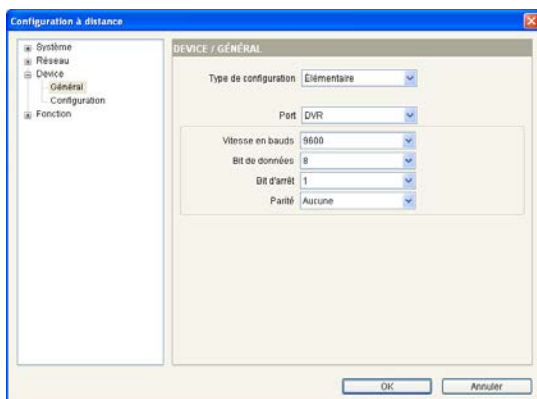 Configuration à distance
Système
Réseau
Device
Général
Configuration
Fonction
DEVICE / GÉNÉRAL
Type de configuration Élémentaire
Port DVR
Vitesse en bauds 9600
Bit de données 8
Bit d'arrêt 1
Parité Aucune
OK Annuler